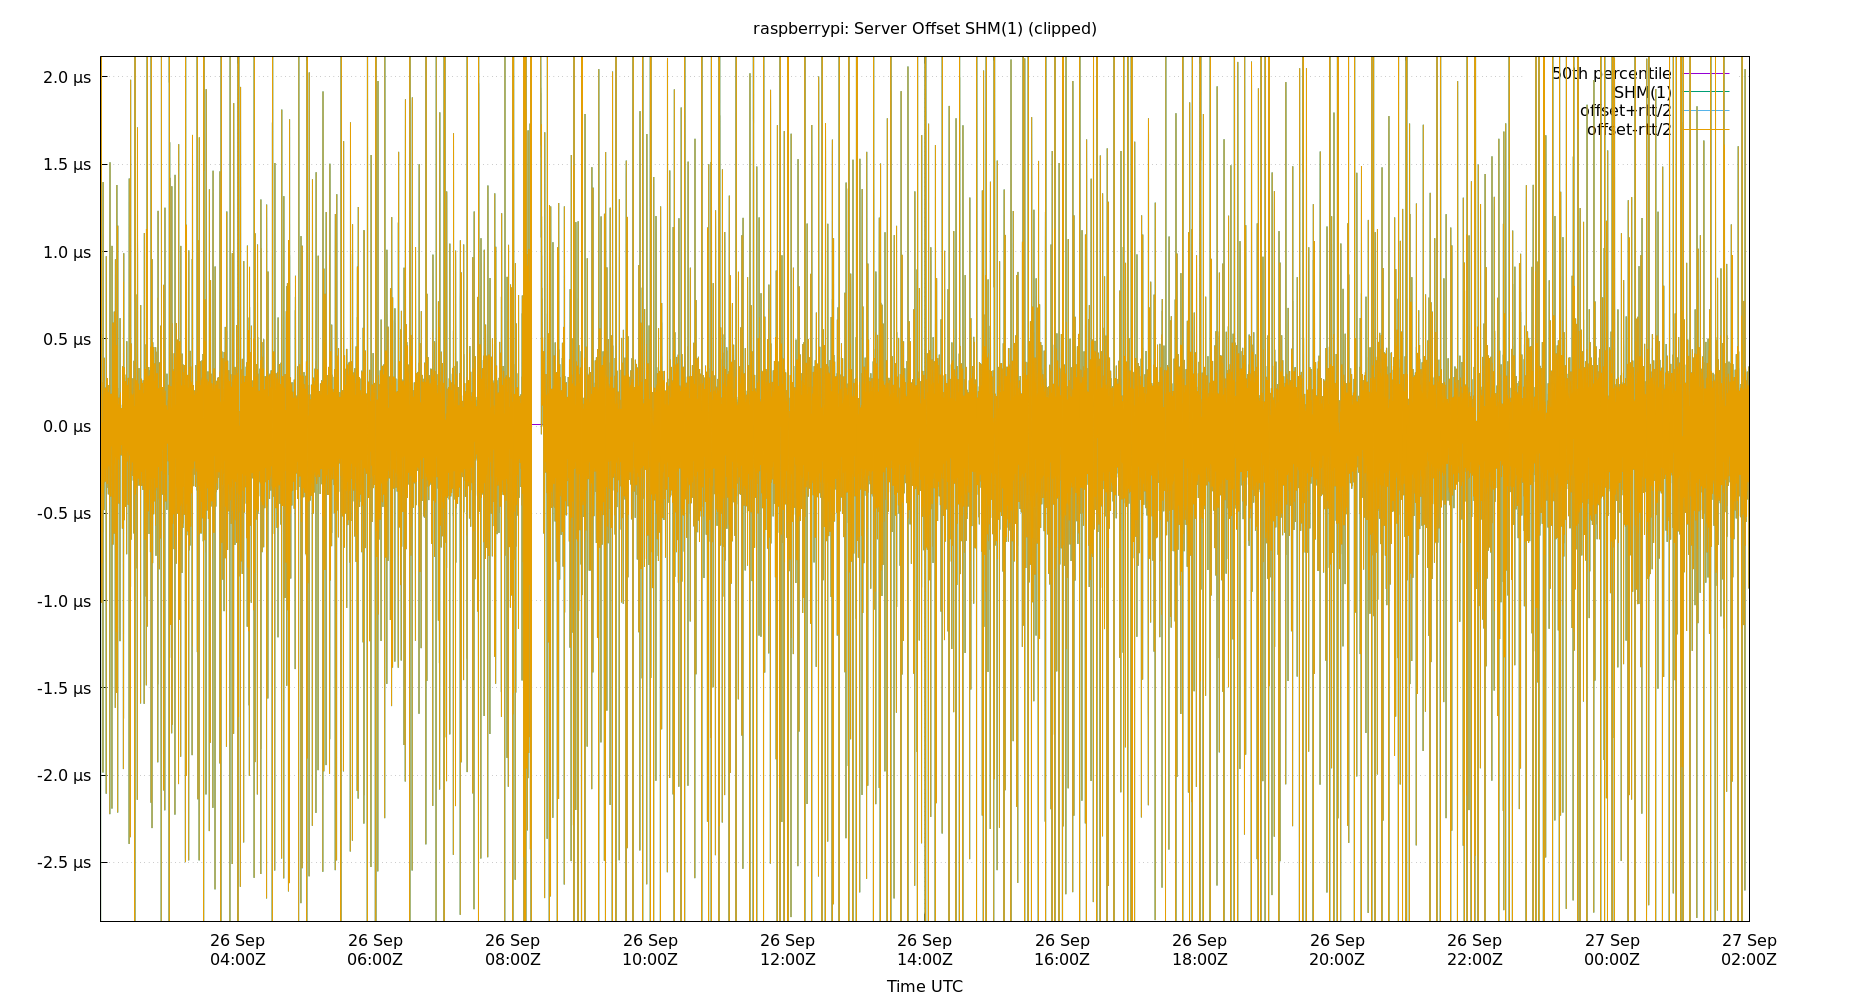 raspberrypi: Server Offset SHM(1) (clipped)
2.0 µs
1.5 µs
1.0 µs
0.5 µs
0.0 µs
-0.5 µs
-1.0 µs
-1.5 µs
-2.0 µs
-2.5 µs
50th percentile
SHM(1)
offset+rtt/2
offset-rtt/2
26 Sep
04:00Z
26 Sep
06:00Z
26 Sep
08:00Z
26 Sep
10:00Z
26 Sep
12:00Z
26 Sep
14:00Z
26 Sep
16:00Z
26 Sep
18:00Z
26 Sep
20:00Z
26 Sep
22:00Z
27 Sep
00:00Z
27 Sep
02:00Z
Time UTC